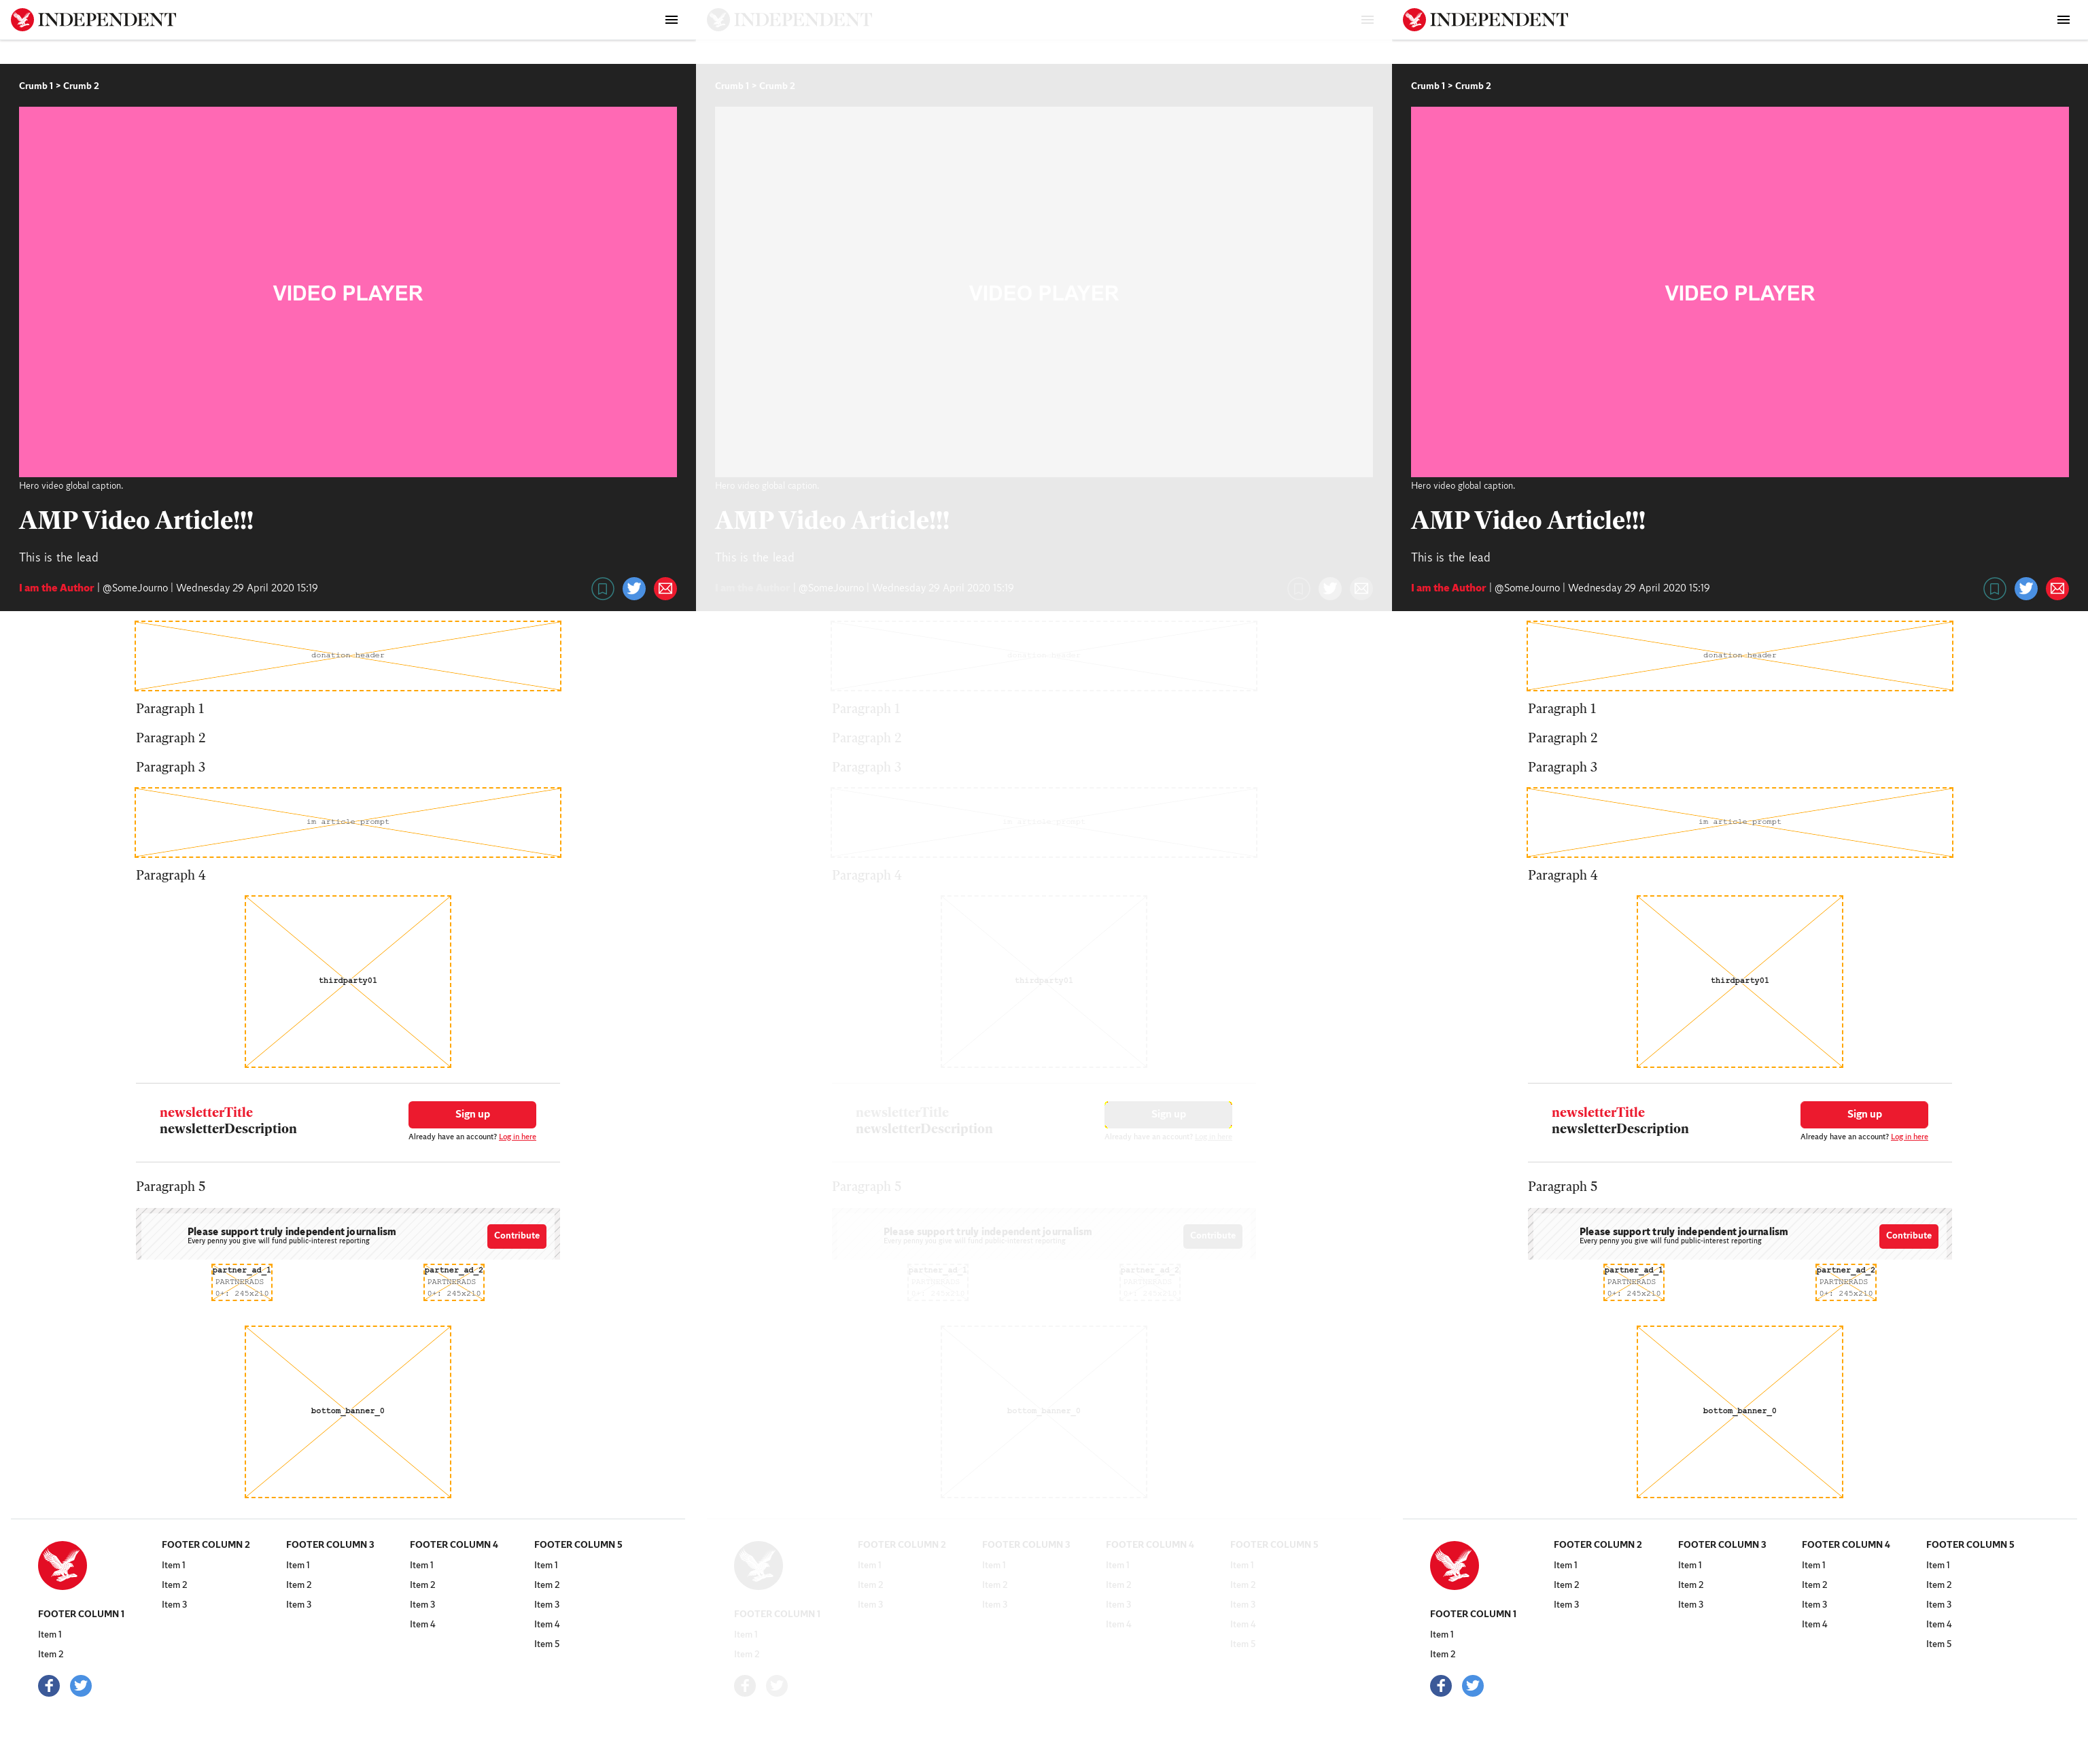 INDEPENDENT
Crumb 1 > Crumb 2
VIDEO PLAYER
Hero video global caption.
AMP Video Article!!!
This is the lead
I am the Author | @SomeJourno | Wednesday 29 April 2020 15:19
donation header
Paragraph 1
Paragraph 2
Paragraph 3
im article prompt
Paragraph 4
thirdparty01
newsletterTitle
newsletterDescription
Sign up
Already have an account? Log in here
Paragraph 5
Please support truly independent journalism
Every penny you give will fund public-interest reporting
Contribute
partner_ad_1
PARTNERADS
0+: 245x210
partner_ad_2
PARTNERADS
0+: 245x210
bottom_banner_0
FOOTER COLUMN 1
Item 1
Item 2
FOOTER COLUMN 2
Item 1
Item 2
Item 3
FOOTER COLUMN 3
Item 1
Item 2
Item 3
FOOTER COLUMN 4
Item 1
Item 2
Item 3
Item 4
FOOTER COLUMN 5
Item 1
Item 2
Item 3
Item 4
Item 5
INDEPENDENT
Crumb 1 > Crumb 2
VIDEO PLAYER
Hero video global caption.
AMP Video Article!!!
This is the lead
I am the Author | @SomeJourno | Wednesday 29 April 2020 15:19
donation header
Paragraph 1
Paragraph 2
Paragraph 3
im article prompt
Paragraph 4
thirdparty01
newsletterTitle
newsletterDescription
Sign up
Already have an account? Log in here
Paragraph 5
Please support truly independent journalism
Every penny you give will fund public-interest reporting
Contribute
partner_ad_1
PARTNERADS
0+: 245x210
partner_ad_2
PARTNERADS
0+: 245x210
bottom_banner_0
FOOTER COLUMN 1
Item 1
Item 2
FOOTER COLUMN 2
Item 1
Item 2
Item 3
FOOTER COLUMN 3
Item 1
Item 2
Item 3
FOOTER COLUMN 4
Item 1
Item 2
Item 3
Item 4
FOOTER COLUMN 5
Item 1
Item 2
Item 3
Item 4
Item 5
INDEPENDENT
Crumb 1 > Crumb 2
VIDEO PLAYER
Hero video global caption.
AMP Video Article!!!
This is the lead
I am the Author | @SomeJourno | Wednesday 29 April 2020 15:19
donation header
Paragraph 1
Paragraph 2
Paragraph 3
im article prompt
Paragraph 4
thirdparty01
newsletterTitle
newsletterDescription
Sign up
Already have an account? Log in here
Paragraph 5
Please support truly independent journalism
Every penny you give will fund public-interest reporting
Contribute
partner_ad_1
PARTNERADS
0+: 245x210
partner_ad_2
PARTNERADS
0+: 245x210
bottom_banner_0
FOOTER COLUMN 1
Item 1
Item 2
FOOTER COLUMN 2
Item 1
Item 2
Item 3
FOOTER COLUMN 3
Item 1
Item 2
Item 3
FOOTER COLUMN 4
Item 1
Item 2
Item 3
Item 4
FOOTER COLUMN 5
Item 1
Item 2
Item 3
Item 4
Item 5